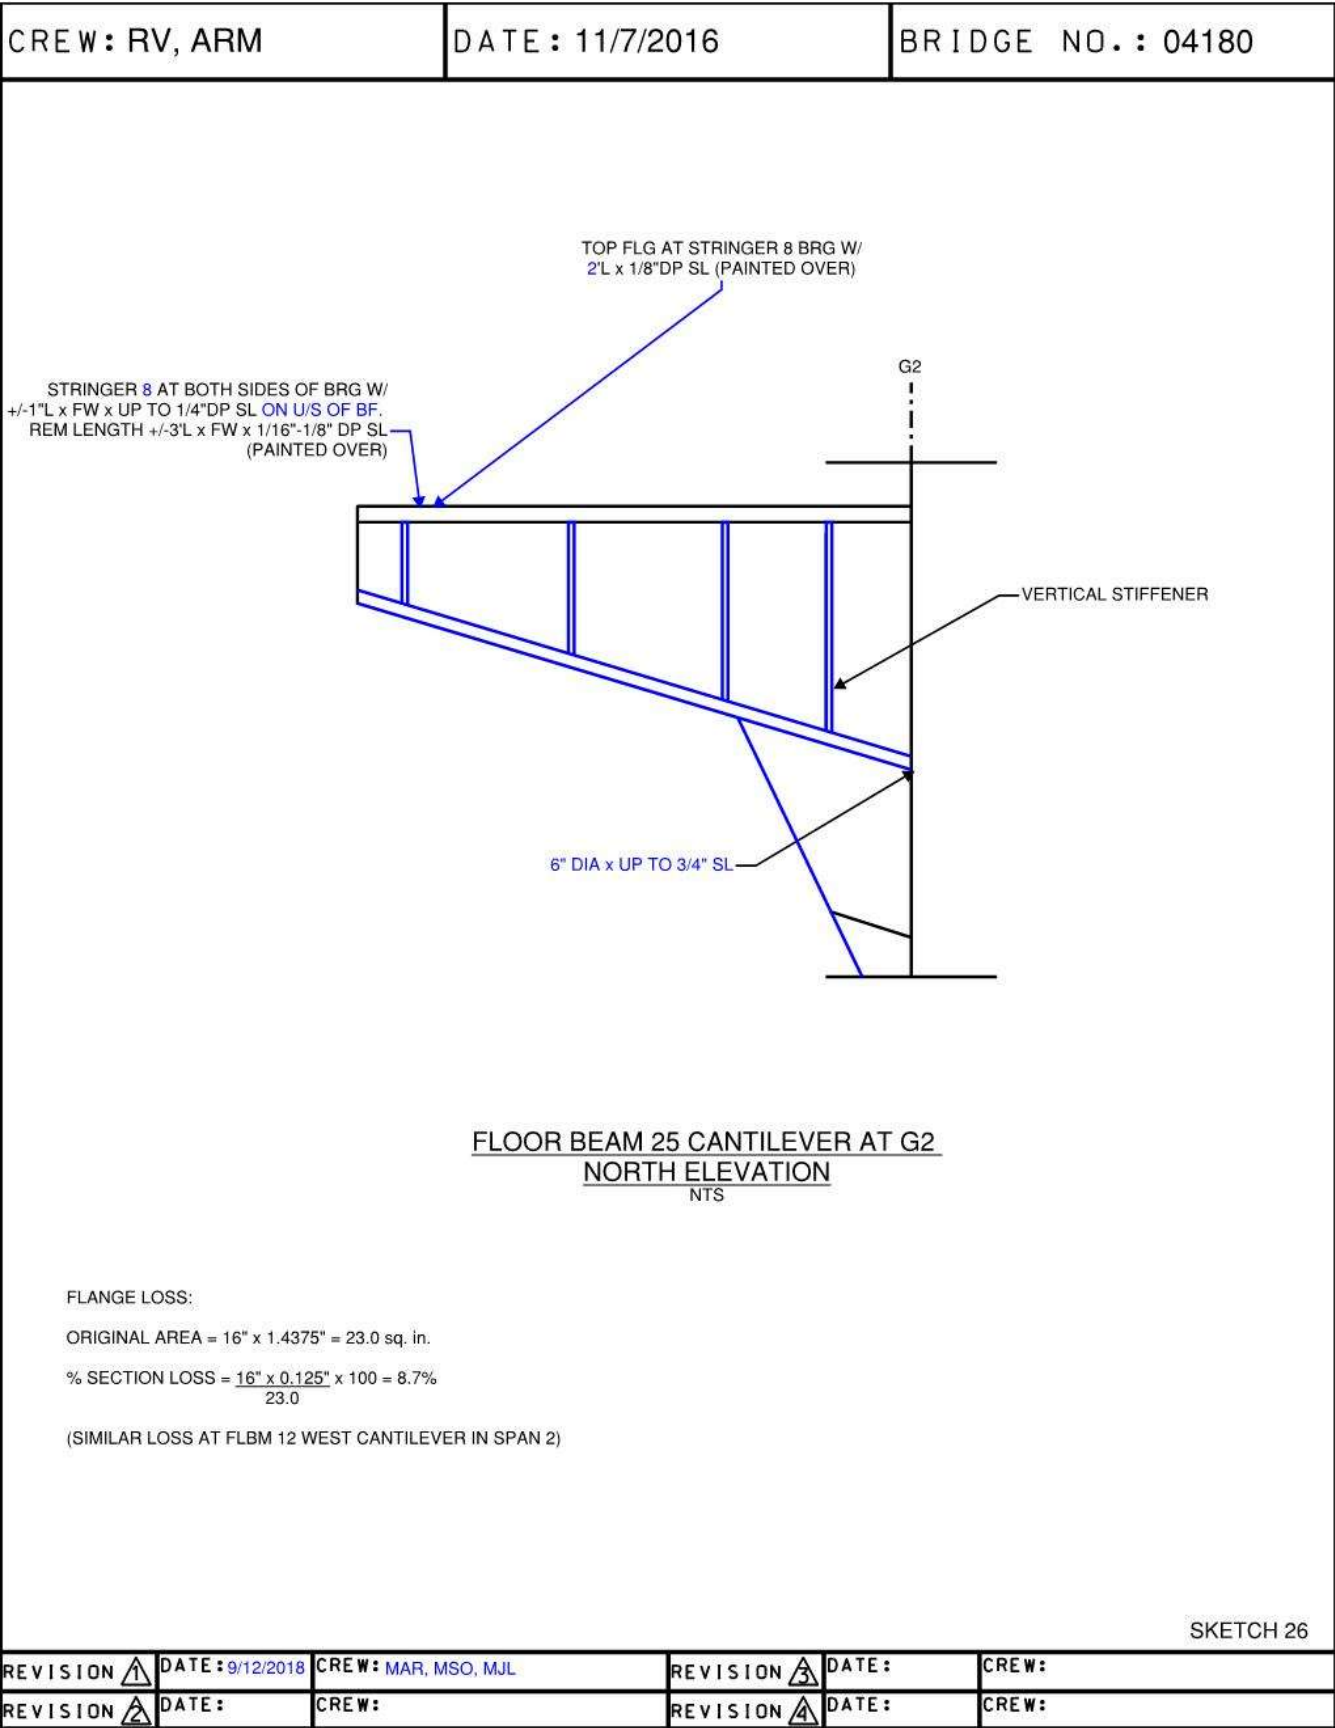 CREW: RV, ARM
DATE: 11/7/2016
BRIDGE NO.: 04180
TOP FLG AT STRINGER 8 BRG W/
2'L x 1/8"DP SL (PAINTED OVER)
G2
STRINGER 8 AT BOTH SIDES OF BRG W/
+/-1"L x FW x UP TO 1/4"DP SL ON U/S OF BF.
REM LENGTH +/-3'L x FW x 1/16"-1/8" DP SL
(PAINTED OVER)
VERTICAL STIFFENER
6" DIA x UP TO 3/4" SL
FLOOR BEAM 25 CANTILEVER AT G2
NORTH ELEVATION
NTS
FLANGE LOSS:
ORIGINAL AREA = 16" x 1.4375" = 23.0 sq. in.
% SECTION LOSS = 16" x 0.125" x 100 = 8.7%
23.0
(SIMILAR LOSS AT FLBM 12 WEST CANTILEVER IN SPAN 2)
SKETCH 26
REVISION 1 DATE: 9/12/2018 CREW: MAR, MSO, MJL REVISION 3 DATE: CREW:
REVISION 2 DATE: CREW: REVISION 4 DATE: CREW: